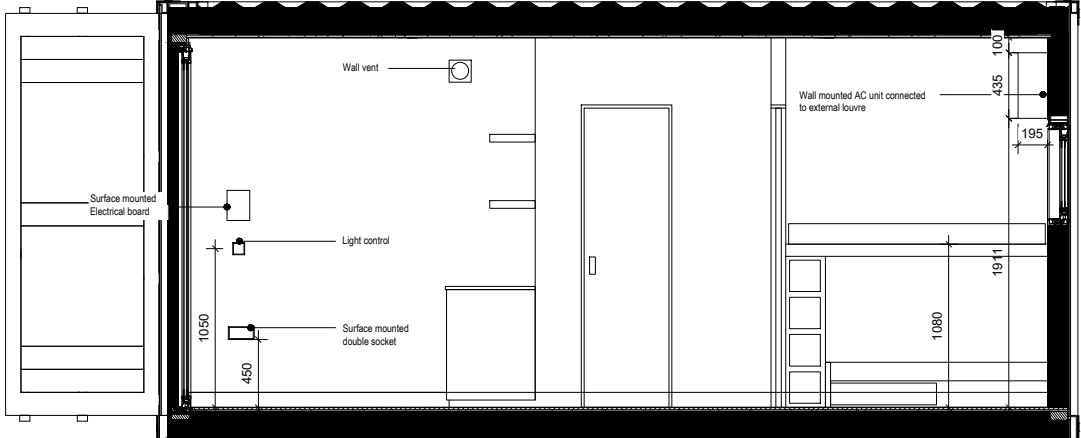 Wall vent
100
435
Wall mounted AC unit connected
to external louvre
195
Surface mounted
Electrical board
Light control
1911
1050
1080
Surface mounted
double socket
450